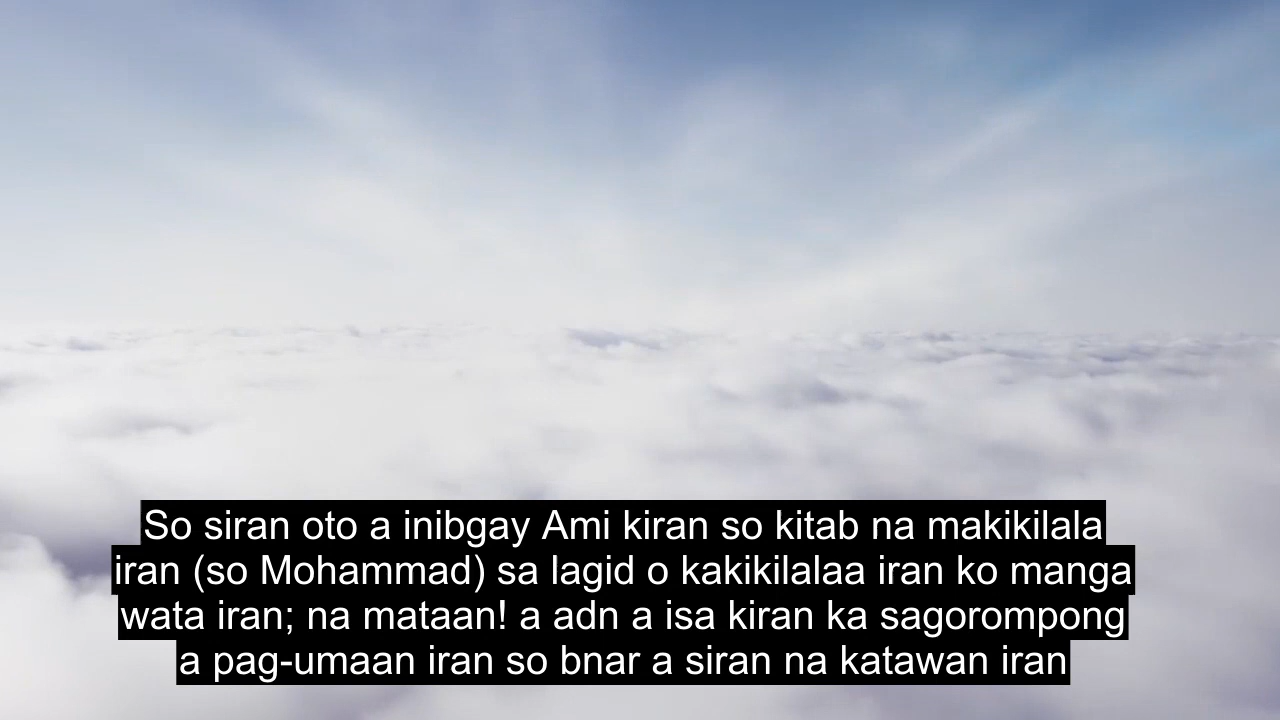 So siran oto a inibgay Ami kiran so kitab na makikilala
iran (so Mohammad) sa lagid o kakikilalaa iran ko manga
wata iran; na mataan! a adn a isa kiran ka sagorompong
a pag-umaan iran so bnar a siran na katawan iran